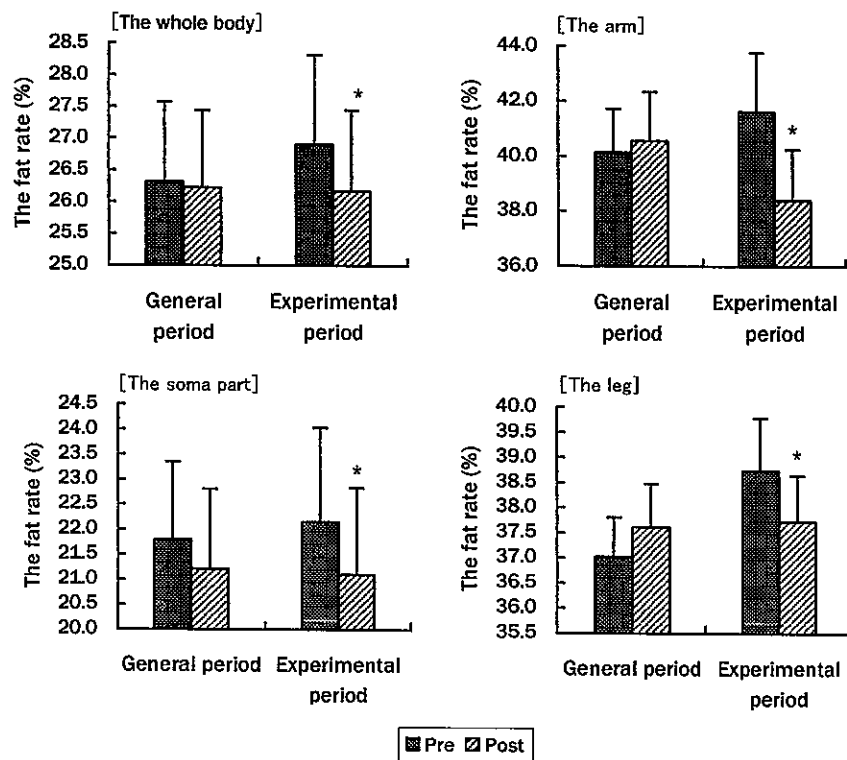 [The whole body]
The fat rate (%)
28.5
28.0
27.5
27.0
26.5
26.0
25.5
25.0
*
General period
Experimental period
[The arm]
The fat rate (%)
44.0
42.0
40.0
38.0
36.0
*
General period
Experimental period
[The soma part]
The fat rate (%)
24.5
24.0
23.5
23.0
22.5
22.0
21.5
21.0
20.5
20.0
*
General period
Experimental period
[The leg]
The fat rate (%)
40.0
39.5
39.0
38.5
38.0
37.5
37.0
36.5
36.0
35.5
*
General period
Experimental period
Pre Post